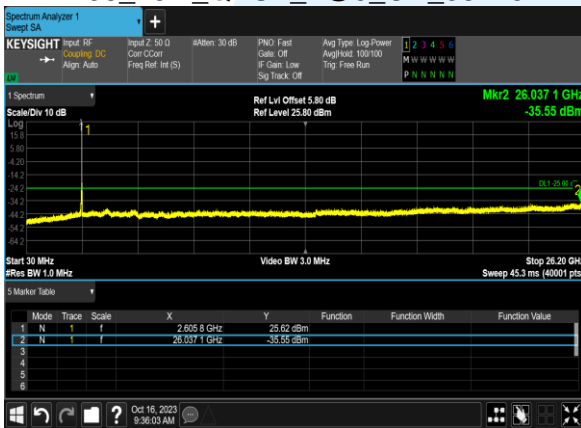 Spectrum Analyzer 1
Swept SA
+
KEYSIGHT Input: RF Input Z: 50 Ω #Atten: 30 dB PNO: Fast Avg Type: Log-Power 1 2 3 4 5 6
Coupling: DC Corr CCorr Gate: Off Avg|Hold: 100/100 M W W W W W
Align: Auto Freq Ref: Int (S) IF Gain: Low Trig: Free Run
LV Sig Track: Off P N N N N N
1 Spectrum Ref Lvl Offset 5.80 dB Mkr2 26.037 1 GHz
Scale/Div 10 dB Ref Level 25.80 dBm -35.55 dBm
Log 1
15.8
5.80
-4.20
-14.2
DL1 -25.00
-24.2 2
-34.2
-44.2
-54.2
-64.2
Start 30 MHz Video BW 3.0 MHz Stop 26.20 GHz
#Res BW 1.0 MHz Sweep 45.3 ms (40001 pts)
5 Marker Table
Mode Trace Scale X Y Function Function Width Function Value
1 N 1 f 2.605 8 GHz 25.62 dBm
2 N 1 f 26.037 1 GHz -35.55 dBm
3
4
5
6
? Oct 16, 2023
9:36:03 AM